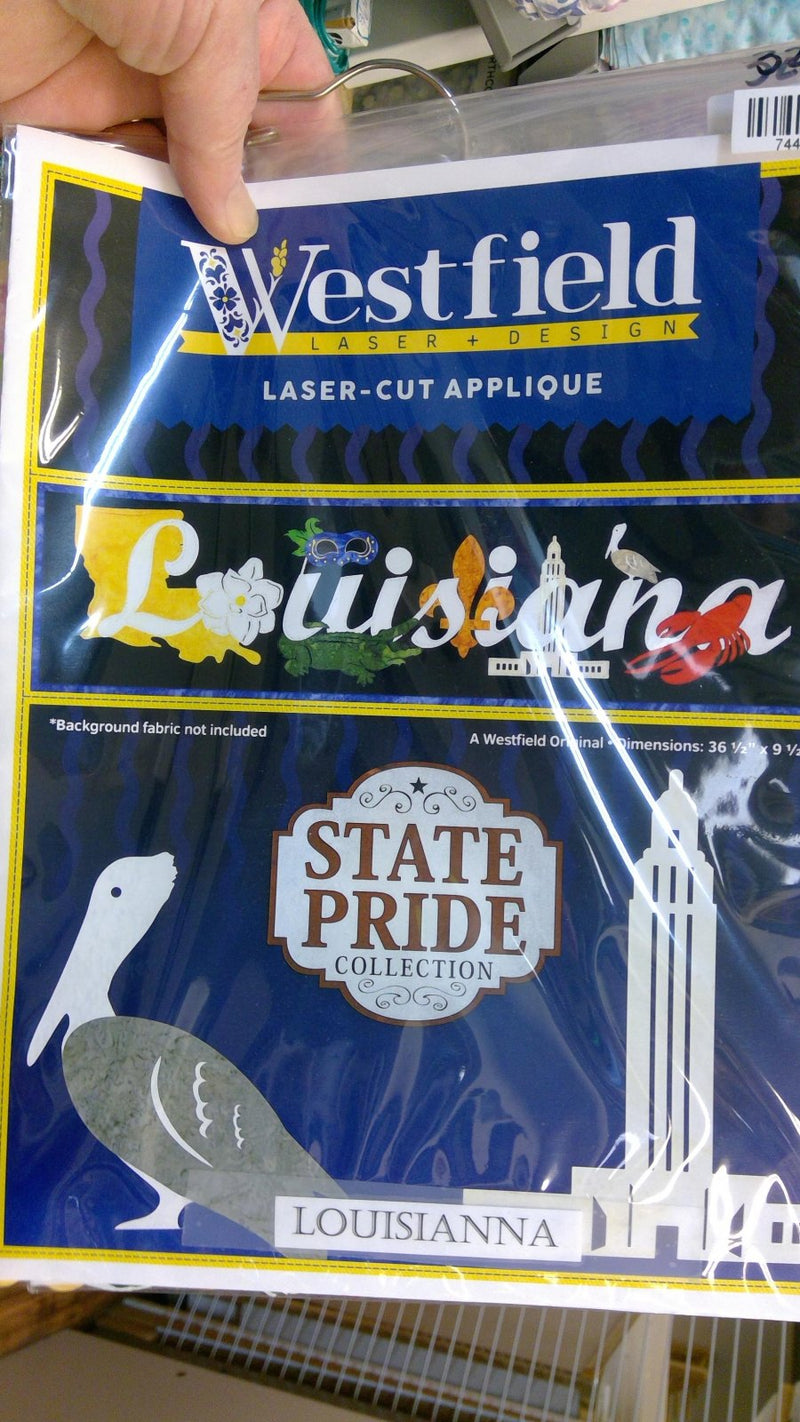 744
Westfield
LASER + DESIGN
LASER-CUT APPLIQUE
Louisiana
*Background fabric not included
A Westfield Original • Dimensions: 36 ½" x 9 ½
STATE
PRIDE
COLLECTION
LOUISIANNA